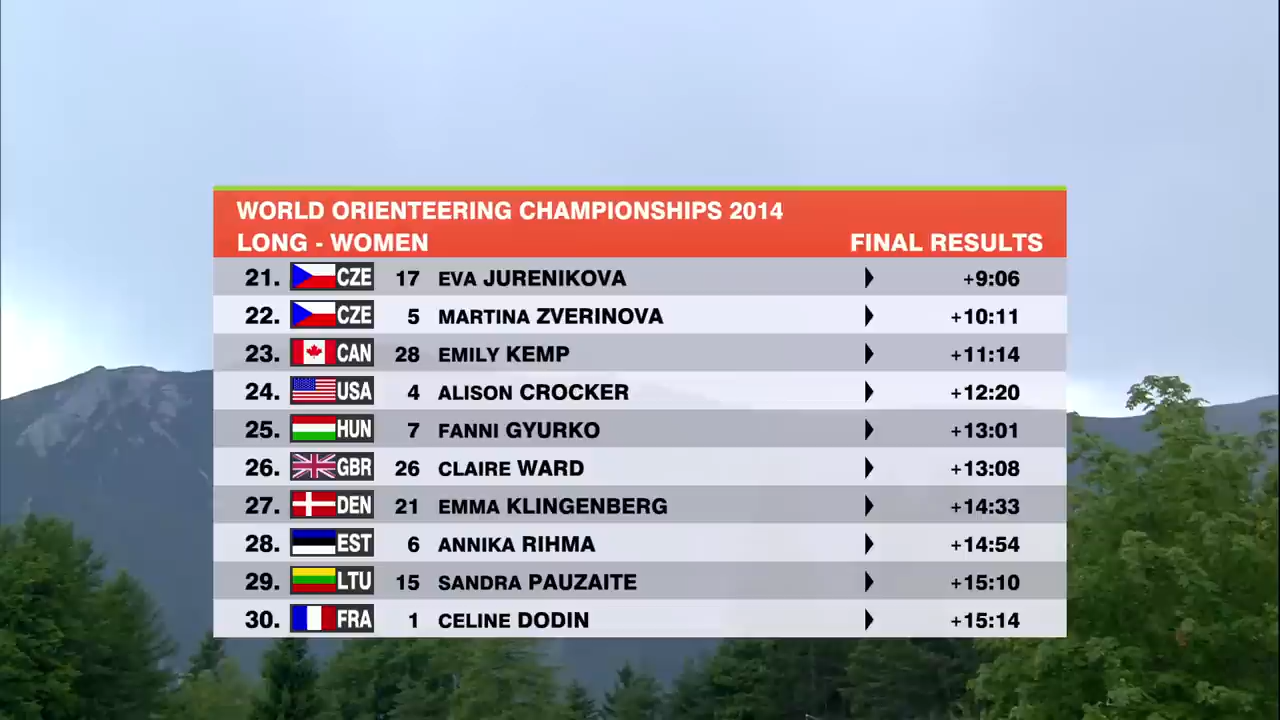 WORLD ORIENTEERING CHAMPIONSHIPS 2014
LONG - WOMEN FINAL RESULTS
21. CZE 17 EVA JURENIKOVA +9:06
22. CZE 5 MARTINA ZVERINOVA +10:11
23. CAN 28 EMILY KEMP +11:14
24. USA 4 ALISON CROCKER +12:20
25. HUN 7 FANNI GYURKO +13:01
26. GBR 26 CLAIRE WARD +13:08
27. DEN 21 EMMA KLINGENBERG +14:33
28. EST 6 ANNIKA RIHMA +14:54
29. LTU 15 SANDRA PAUZAITE +15:10
30. FRA 1 CELINE DODIN +15:14